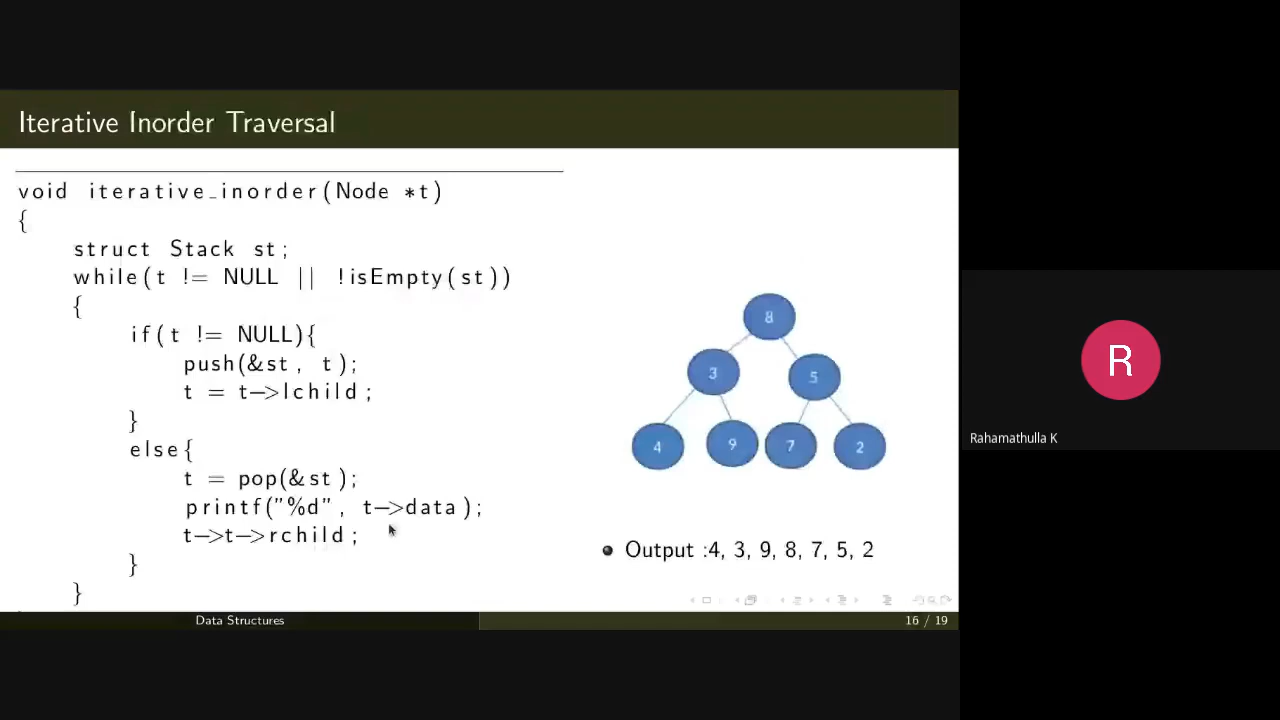 Iterative Inorder Traversal
void iterative_inorder(Node *t)
{
struct Stack st;
while(t != NULL || !isEmpty(st))
{
if(t != NULL){
push(&st, t);
t = t->lchild;
}
else{
t = pop(&st);
printf("%d", t->data);
t->t->rchild;
}
}
8
3
5
4
9
7
2
• Output :4, 3, 9, 8, 7, 5, 2
Data Structures
16 / 19
R
Rahamathulla K